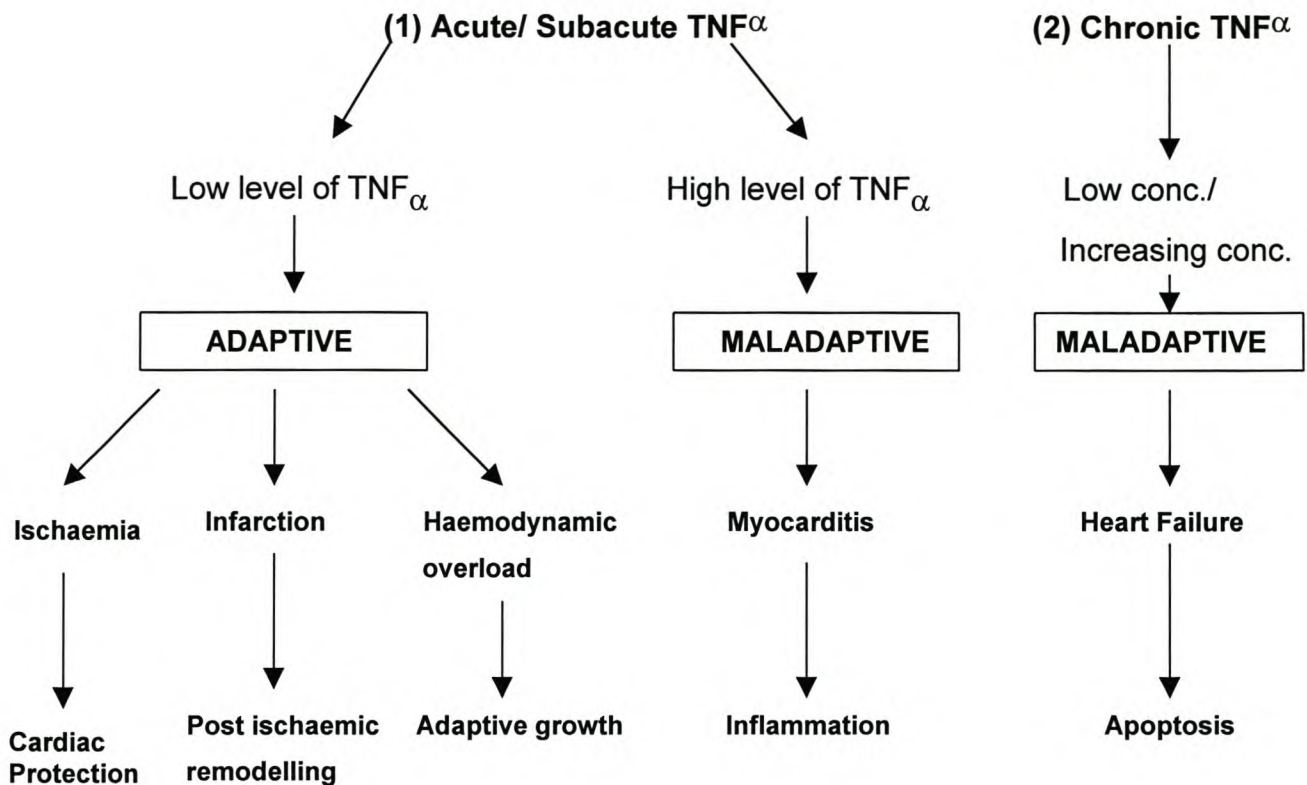 (1) Acute/ Subacute TNFα
(2) Chronic TNFα
Low level of TNFα
High level of TNFα
Low conc./
Increasing conc.
ADAPTIVE
MALADAPTIVE
MALADAPTIVE
Ischaemia
Infarction
Haemodynamic
overload
Myocarditis
Heart Failure
Cardiac
Protection
Post ischaemic
remodelling
Adaptive growth
Inflammation
Apoptosis